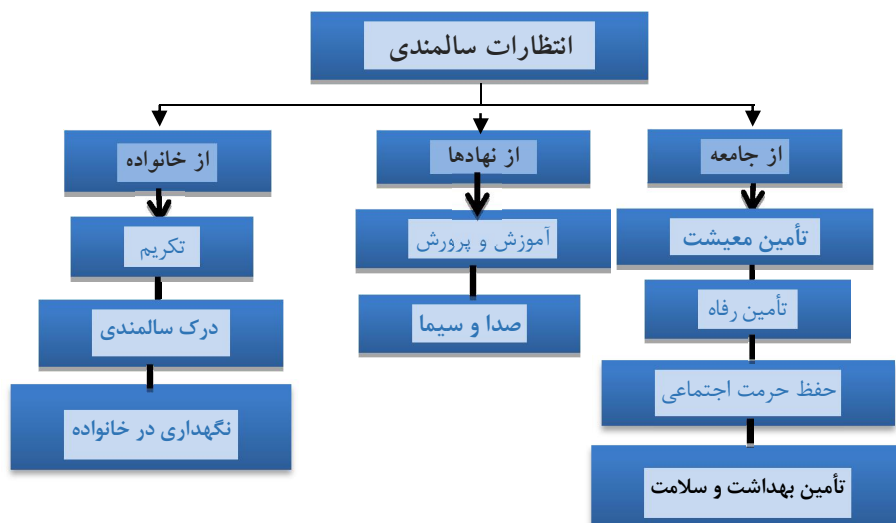 انتظارات سالمندی
از جامعه
از نهادها
از خانواده
تأمین معیشت
تأمین رفاه
حفظ حرمت اجتماعی
تأمین بهداشت و سلامت
آموزش و پرورش
صدا و سیما
تکریم
درک سالمندی
نگهداری در خانواده